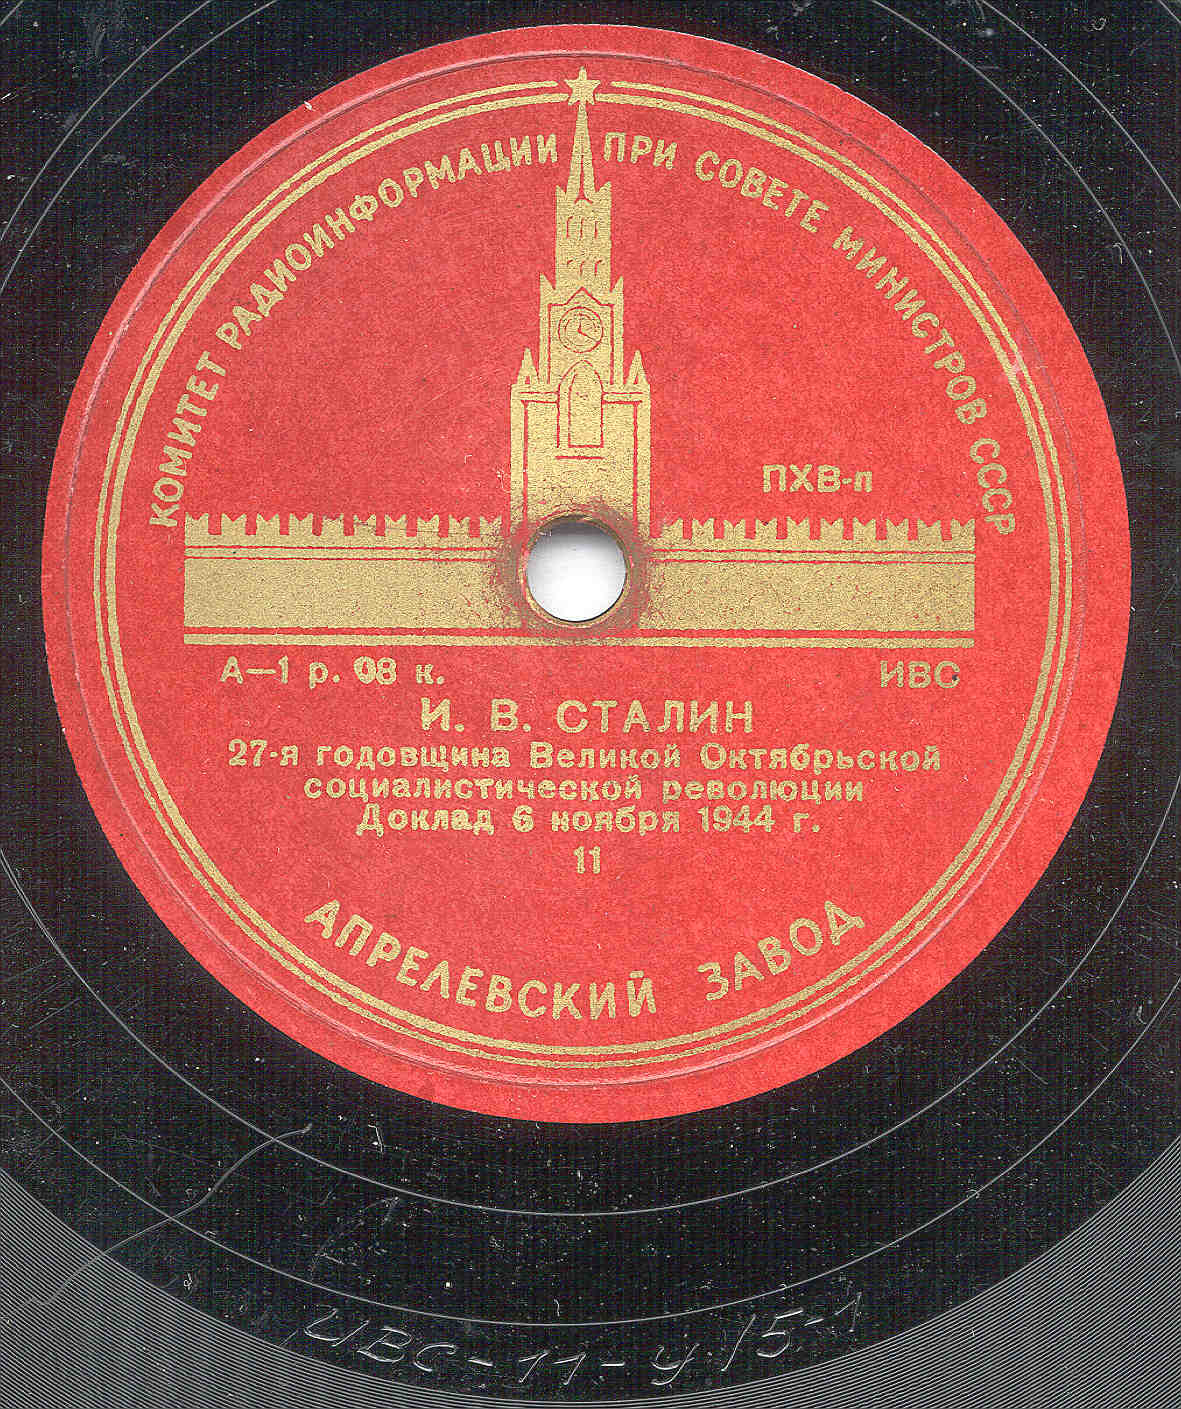 КОМИТЕТ РАДИОИНФОРМАЦИИ ПРИ СОВЕТЕ МИНИСТРОВ СССР
ПХВ-п
А—1 р. 08 к. ИВС
И. В. СТАЛИН
27-я годовщина Великой Октябрьской
социалистической революции
Доклад 6 ноября 1944 г.
11
АПРЕЛЕВСКИЙ ЗАВОД
ИВС-11-У 15-1